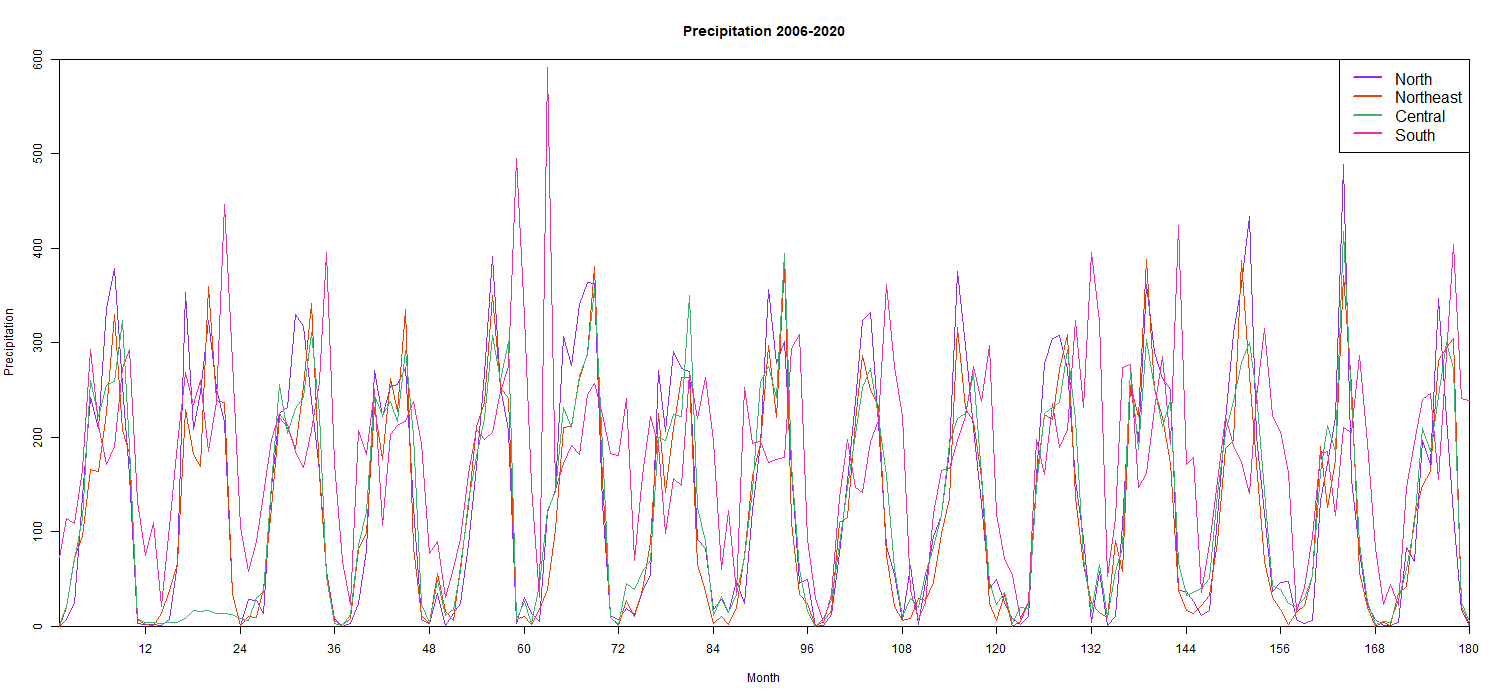 Precipitation 2006-2020
North
Northeast
Central
South
Precipitation
600
500
400
300
200
100
0
12 24 36 48 60 72 84 96 108 120 132 144 156 168 180
Month